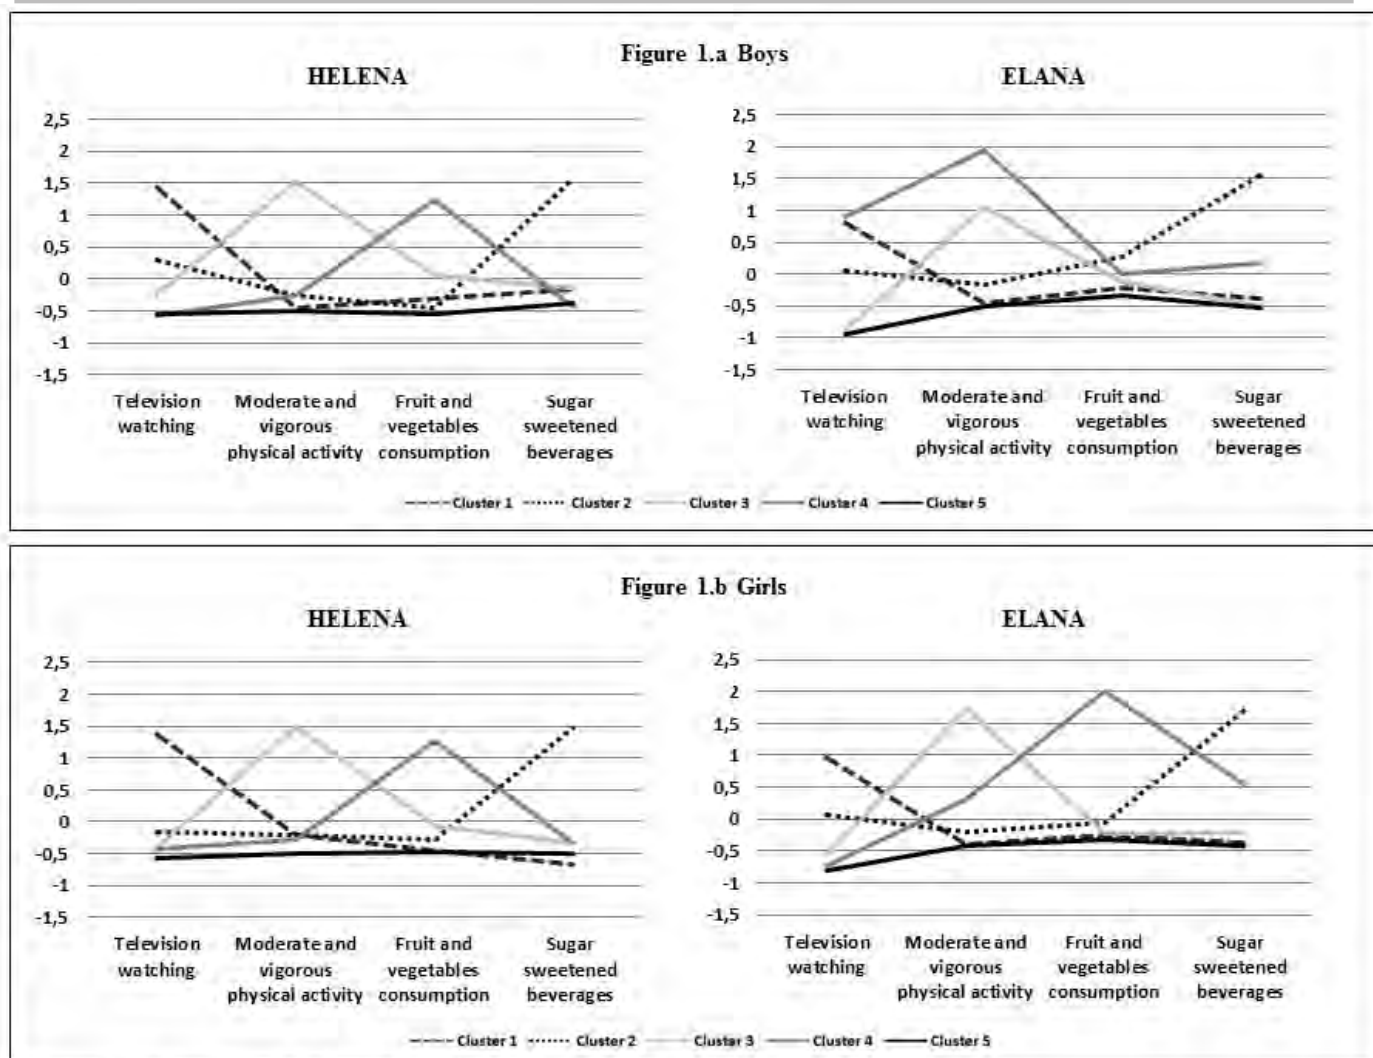 Figure 1.a Boys
HELENA
2,5
2
1,5
1
0,5
0
-0,5
-1
-1,5
Television watching
Moderate and vigorous physical activity
Fruit and vegetables consumption
Sugar sweetened beverages
ELANA
2,5
2
1,5
1
0,5
0
-0,5
-1
-1,5
Television watching
Moderate and vigorous physical activity
Fruit and vegetables consumption
Sugar sweetened beverages
Cluster 1 Cluster 2 Cluster 3 Cluster 4 Cluster 5
Figure 1.b Girls
HELENA
2,5
2
1,5
1
0,5
0
-0,5
-1
-1,5
Television watching
Moderate and vigorous physical activity
Fruit and vegetables consumption
Sugar sweetened beverages
ELANA
2,5
2
1,5
1
0,5
0
-0,5
-1
-1,5
Television watching
Moderate and vigorous physical activity
Fruit and vegetables consumption
Sugar sweetened beverages
Cluster 1 Cluster 2 Cluster 3 Cluster 4 Cluster 5